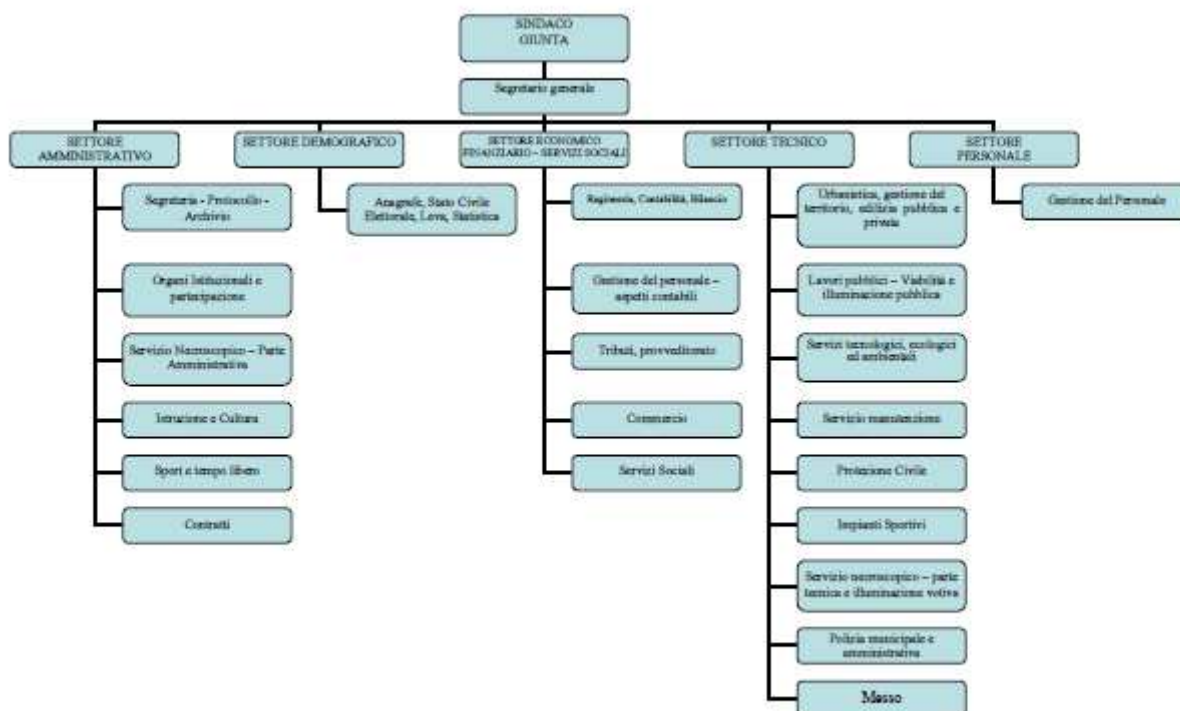 SINDACO
GIUNTA
Segretario generale
SETTORE
AMMINISTRATIVO
SETTORE DEMOGRAFICO
SETTORE ECONOMICO
FINANZIARIO – SERVIZI SOCIALI
SETTORE TECNICO
SETTORE
PERSONALE
Segreteria - Protocollo -
Archivio
Organi Istituzionali e
partecipazione
Servizio Necroscopico – Parte
Amministrativa
Istruzione e Cultura
Sport e tempo libero
Contratti
Anagrafe, Stato Civile
Elettorale, Leva, Statistica
Ragioneria, Contabilità, Bilancio
Gestione del personale –
aspetti contabili
Tributi, provveditorato
Commercio
Servizi Sociali
Urbanistica, gestione del
territorio, edilizia pubblica e
privata
Lavori pubblici – Viabilità e
illuminazione pubblica
Servizi tecnologici, ecologici
ed ambientali
Servizio manutenzione
Protezione Civile
Impianti Sportivi
Servizio necroscopico – parte
tecnica e illuminazione votiva
Polizia municipale e
amministrativa
Messo
Gestione del Personale